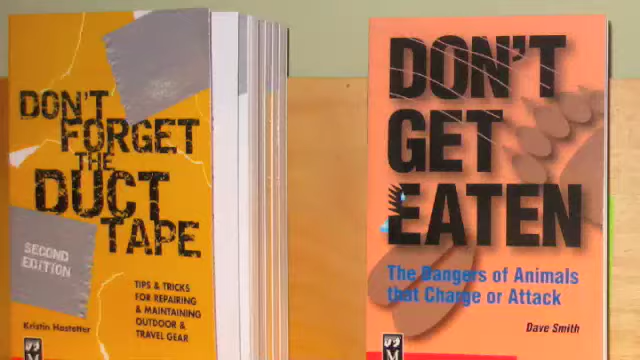 DON'T
FORGET
THE
DUCT
TAPE
SECOND
EDITION
TIPS & TRICKS
FOR REPAIRING
& MAINTAINING
OUTDOOR &
TRAVEL GEAR
Kristin Hostetter
DON'T
GET
EATEN
The Dangers of Animals
that Charge or Attack
Dave Smith